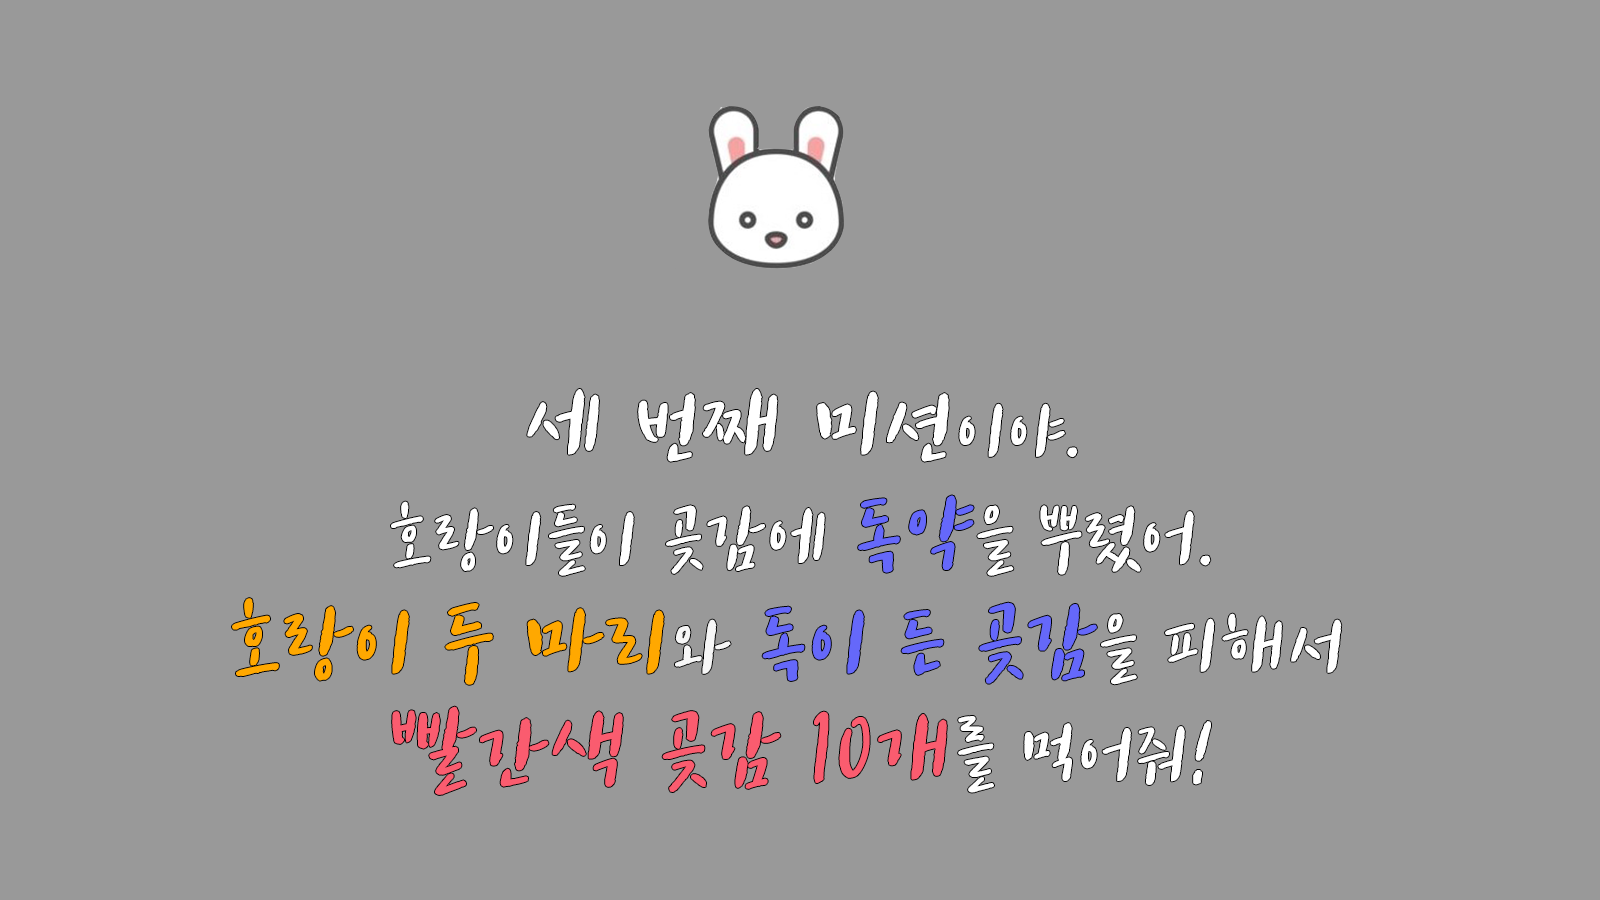 세 번째 미션이야.
호랑이들이 곶감에 독약을 뿌렸어.
호랑이 두 마리와 독이 든 곶감을 피해서
빨간색 곶감 10개를 먹어줘!